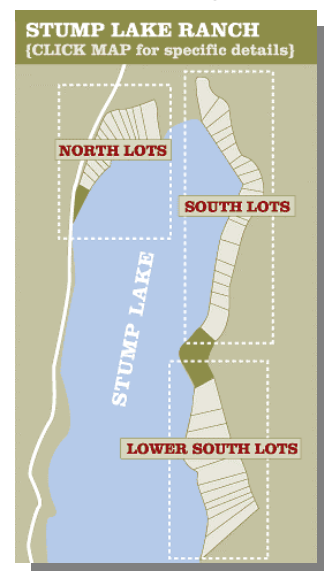 STUMP LAKE RANCH
{CLICK MAP for specific details}
NORTH LOTS
SOUTH LOTS
STUMP LAKE
LOWER SOUTH LOTS